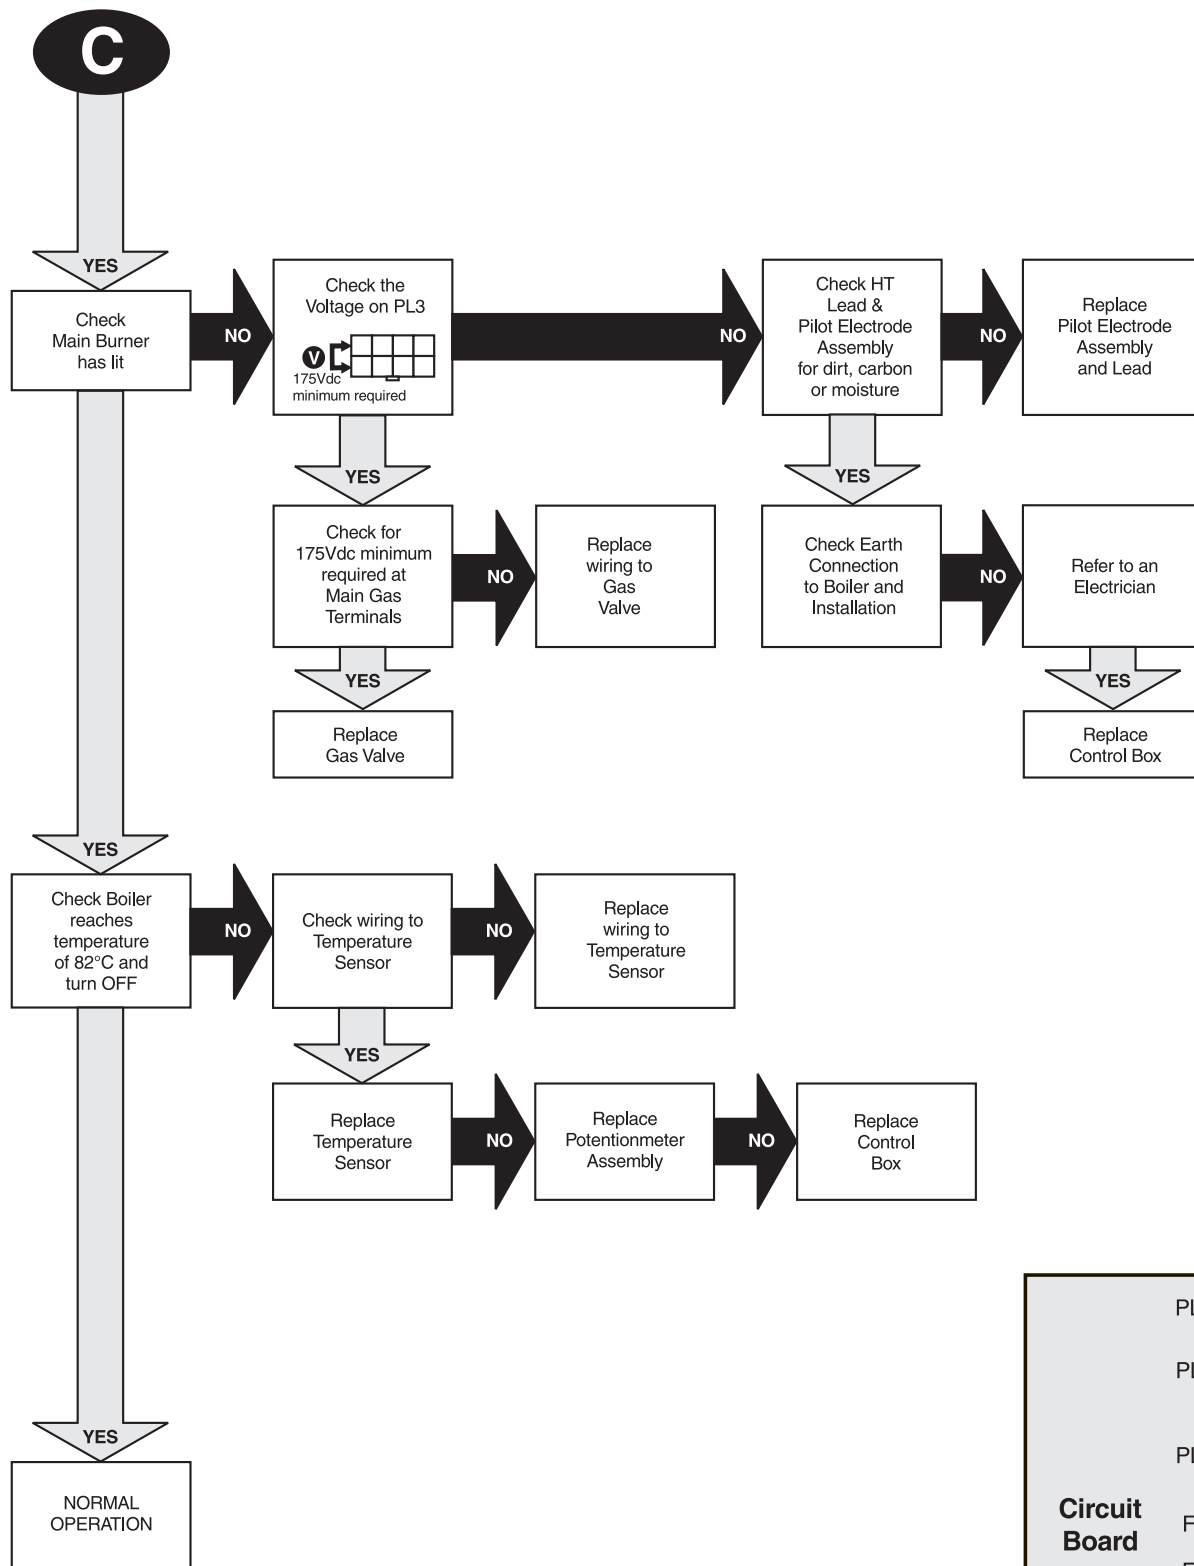 C
YES
Check
Main Burner
has lit
NO
Check the
Voltage on PL3
V
175Vdc
minimum required
NO
Check HT
Lead &
Pilot Electrode
Assembly
for dirt, carbon
or moisture
NO
Replace
Pilot Electrode
Assembly
and Lead
YES
YES
Check for
175Vdc minimum
required at
Main Gas
Terminals
NO
Replace
wiring to
Gas
Valve
Check Earth
Connection
to Boiler and
Installation
NO
Refer to an
Electrician
YES
YES
Replace
Gas Valve
Replace
Control Box
YES
Check Boiler
reaches
temperature
of 82°C and
turn OFF
NO
Check wiring to
Temperature
Sensor
NO
Replace
wiring to
Temperature
Sensor
YES
Replace
Temperature
Sensor
NO
Replace
Potentionmeter
Assembly
NO
Replace
Control
Box
YES
NORMAL
OPERATION
PL
PL
PL
Circuit
Board
F